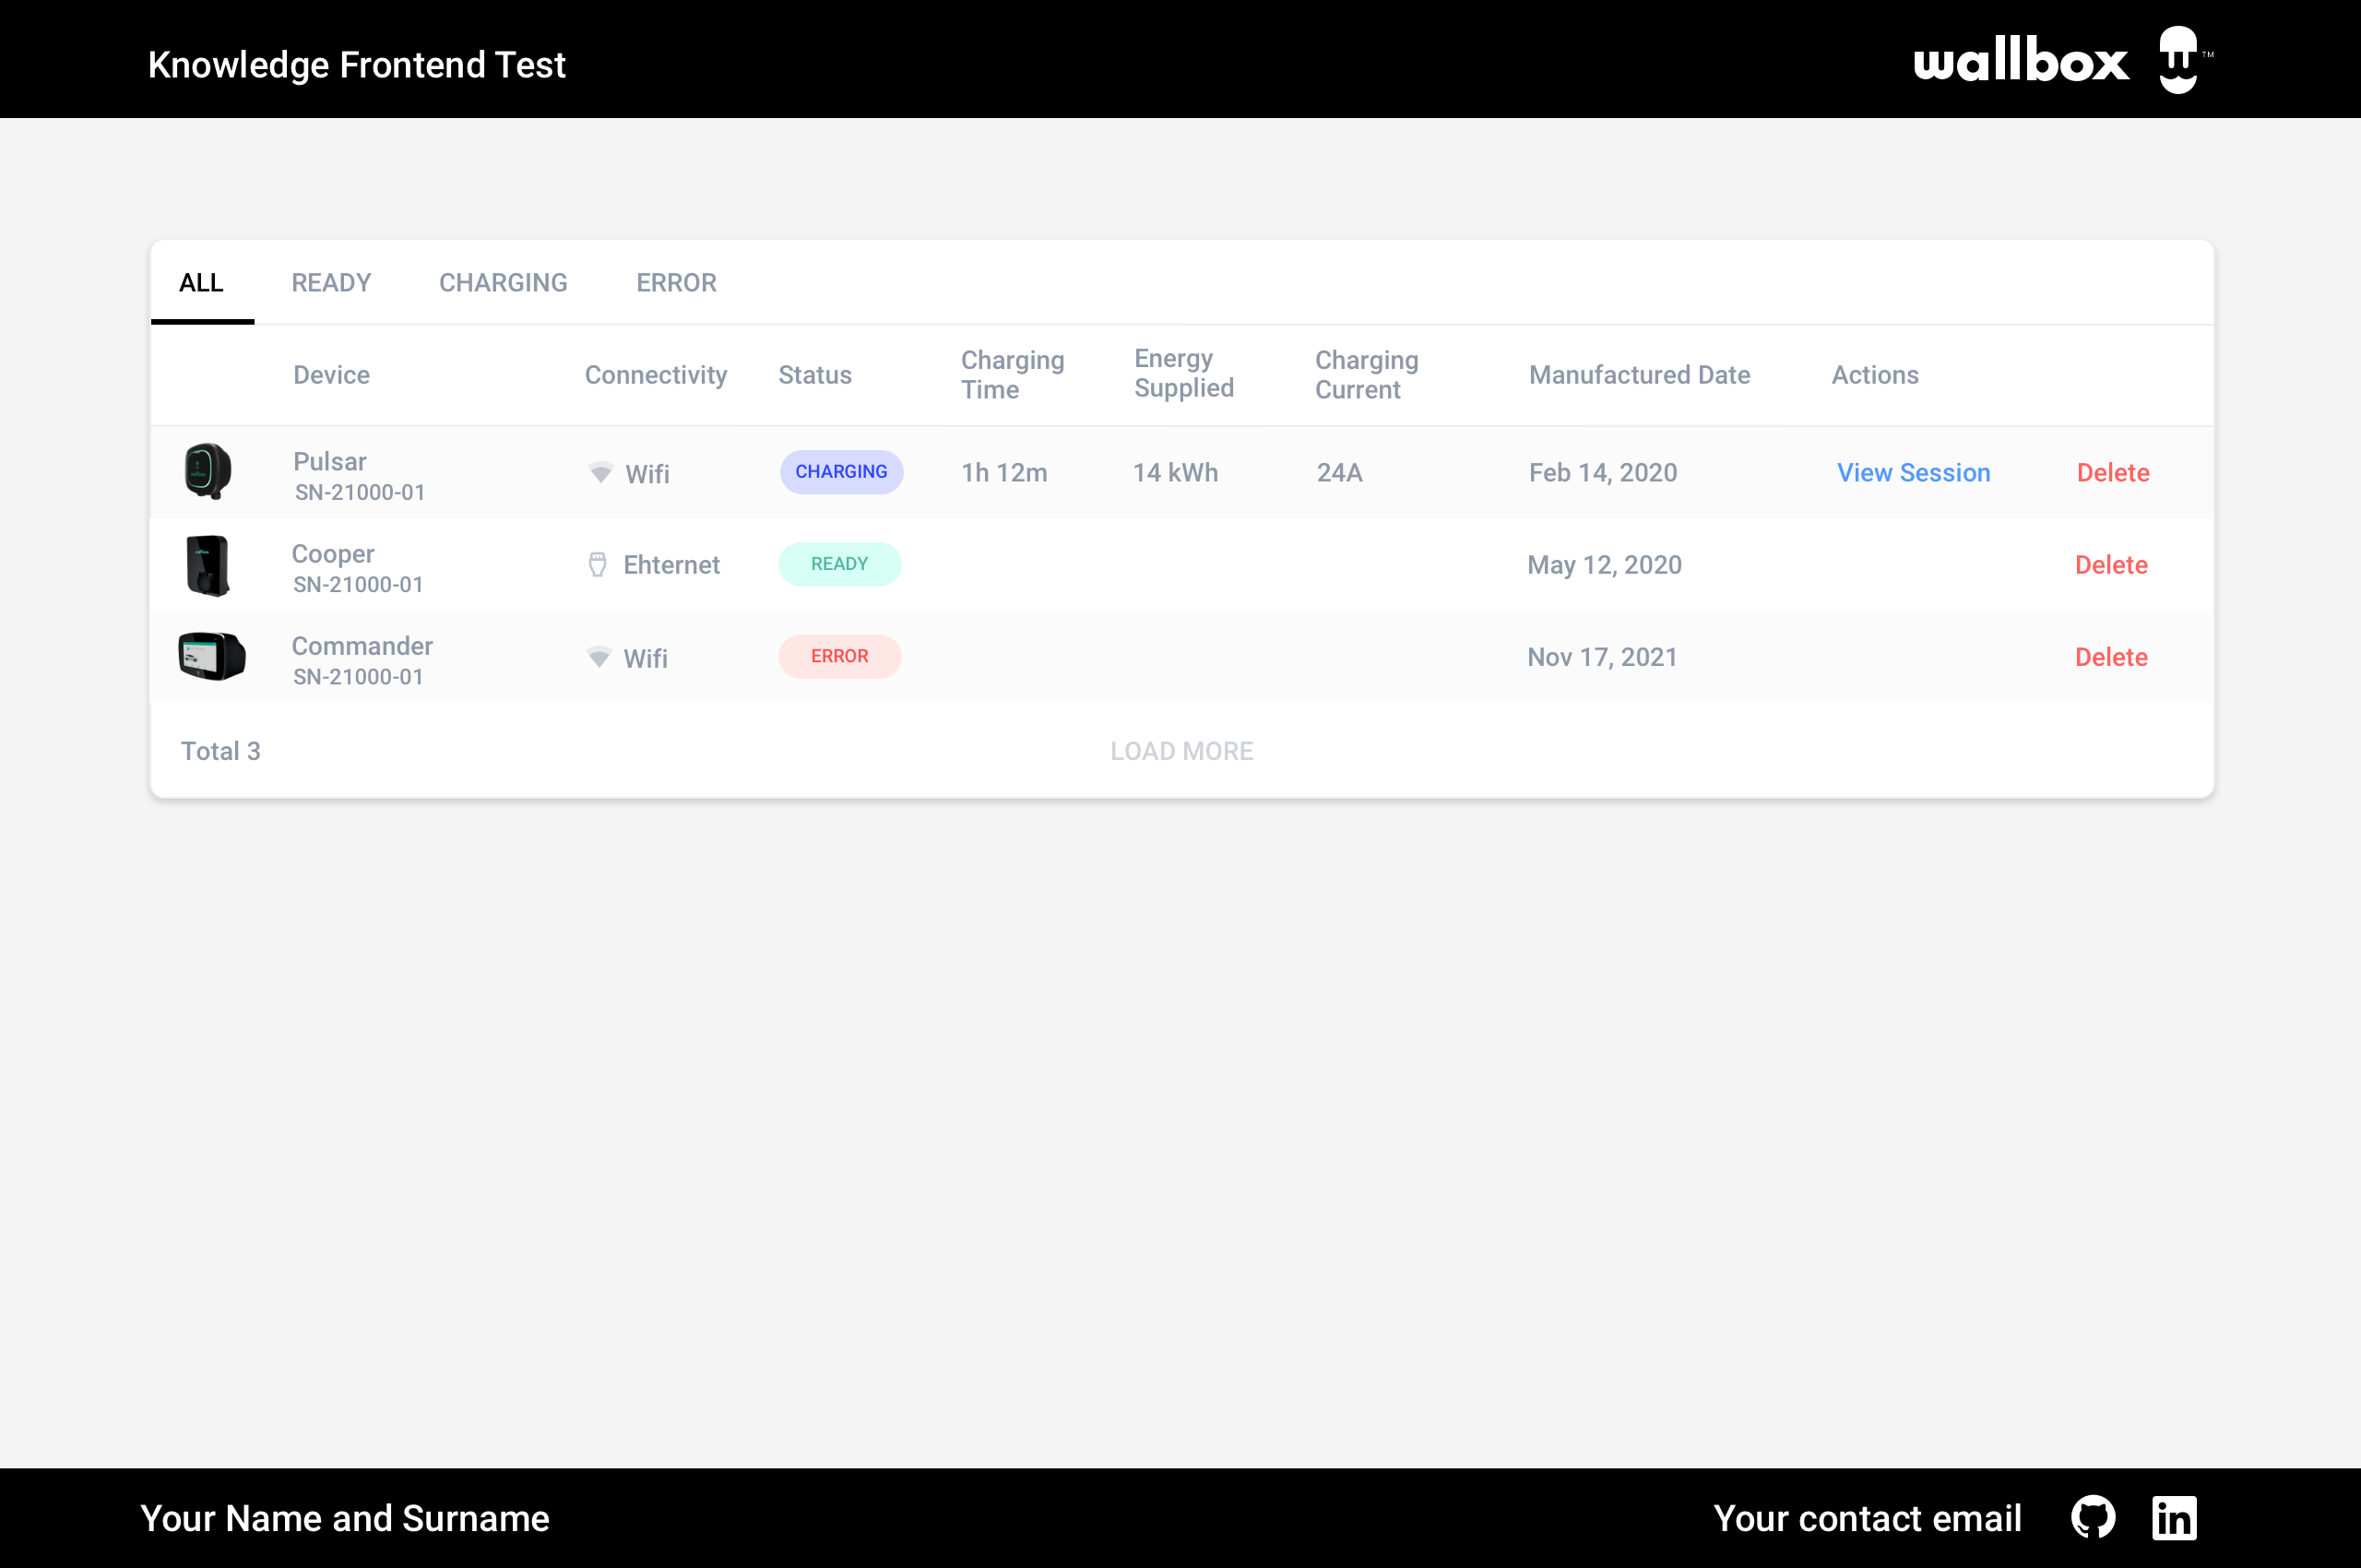 Knowledge Frontend Test
wallbox ™
ALL READY CHARGING ERROR
Device Connectivity Status Charging Time Energy Supplied Charging Current Manufactured Date Actions
Pulsar
SN-21000-01
Wifi CHARGING 1h 12m 14 kWh 24A Feb 14, 2020 View Session Delete
Cooper
SN-21000-01
Ehternet READY May 12, 2020 Delete
Commander
SN-21000-01
Wifi ERROR Nov 17, 2021 Delete
Total 3 LOAD MORE
Your Name and Surname
Your contact email in